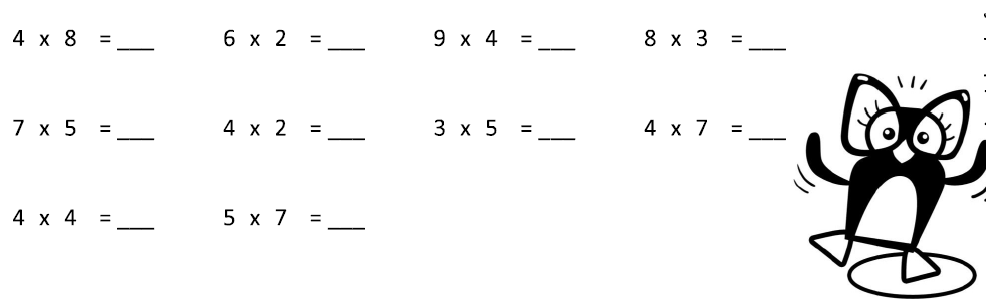 4 x 8 = ___ 6 x 2 = ___ 9 x 4 = ___ 8 x 3 = ___
7 x 5 = ___ 4 x 2 = ___ 3 x 5 = ___ 4 x 7 = ___
4 x 4 = ___ 5 x 7 = ___